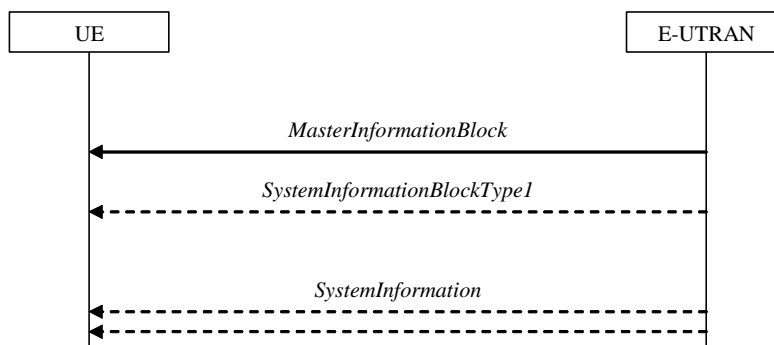 UE
E-UTRAN
MasterInformationBlock
SystemInformationBlockType1
SystemInformation